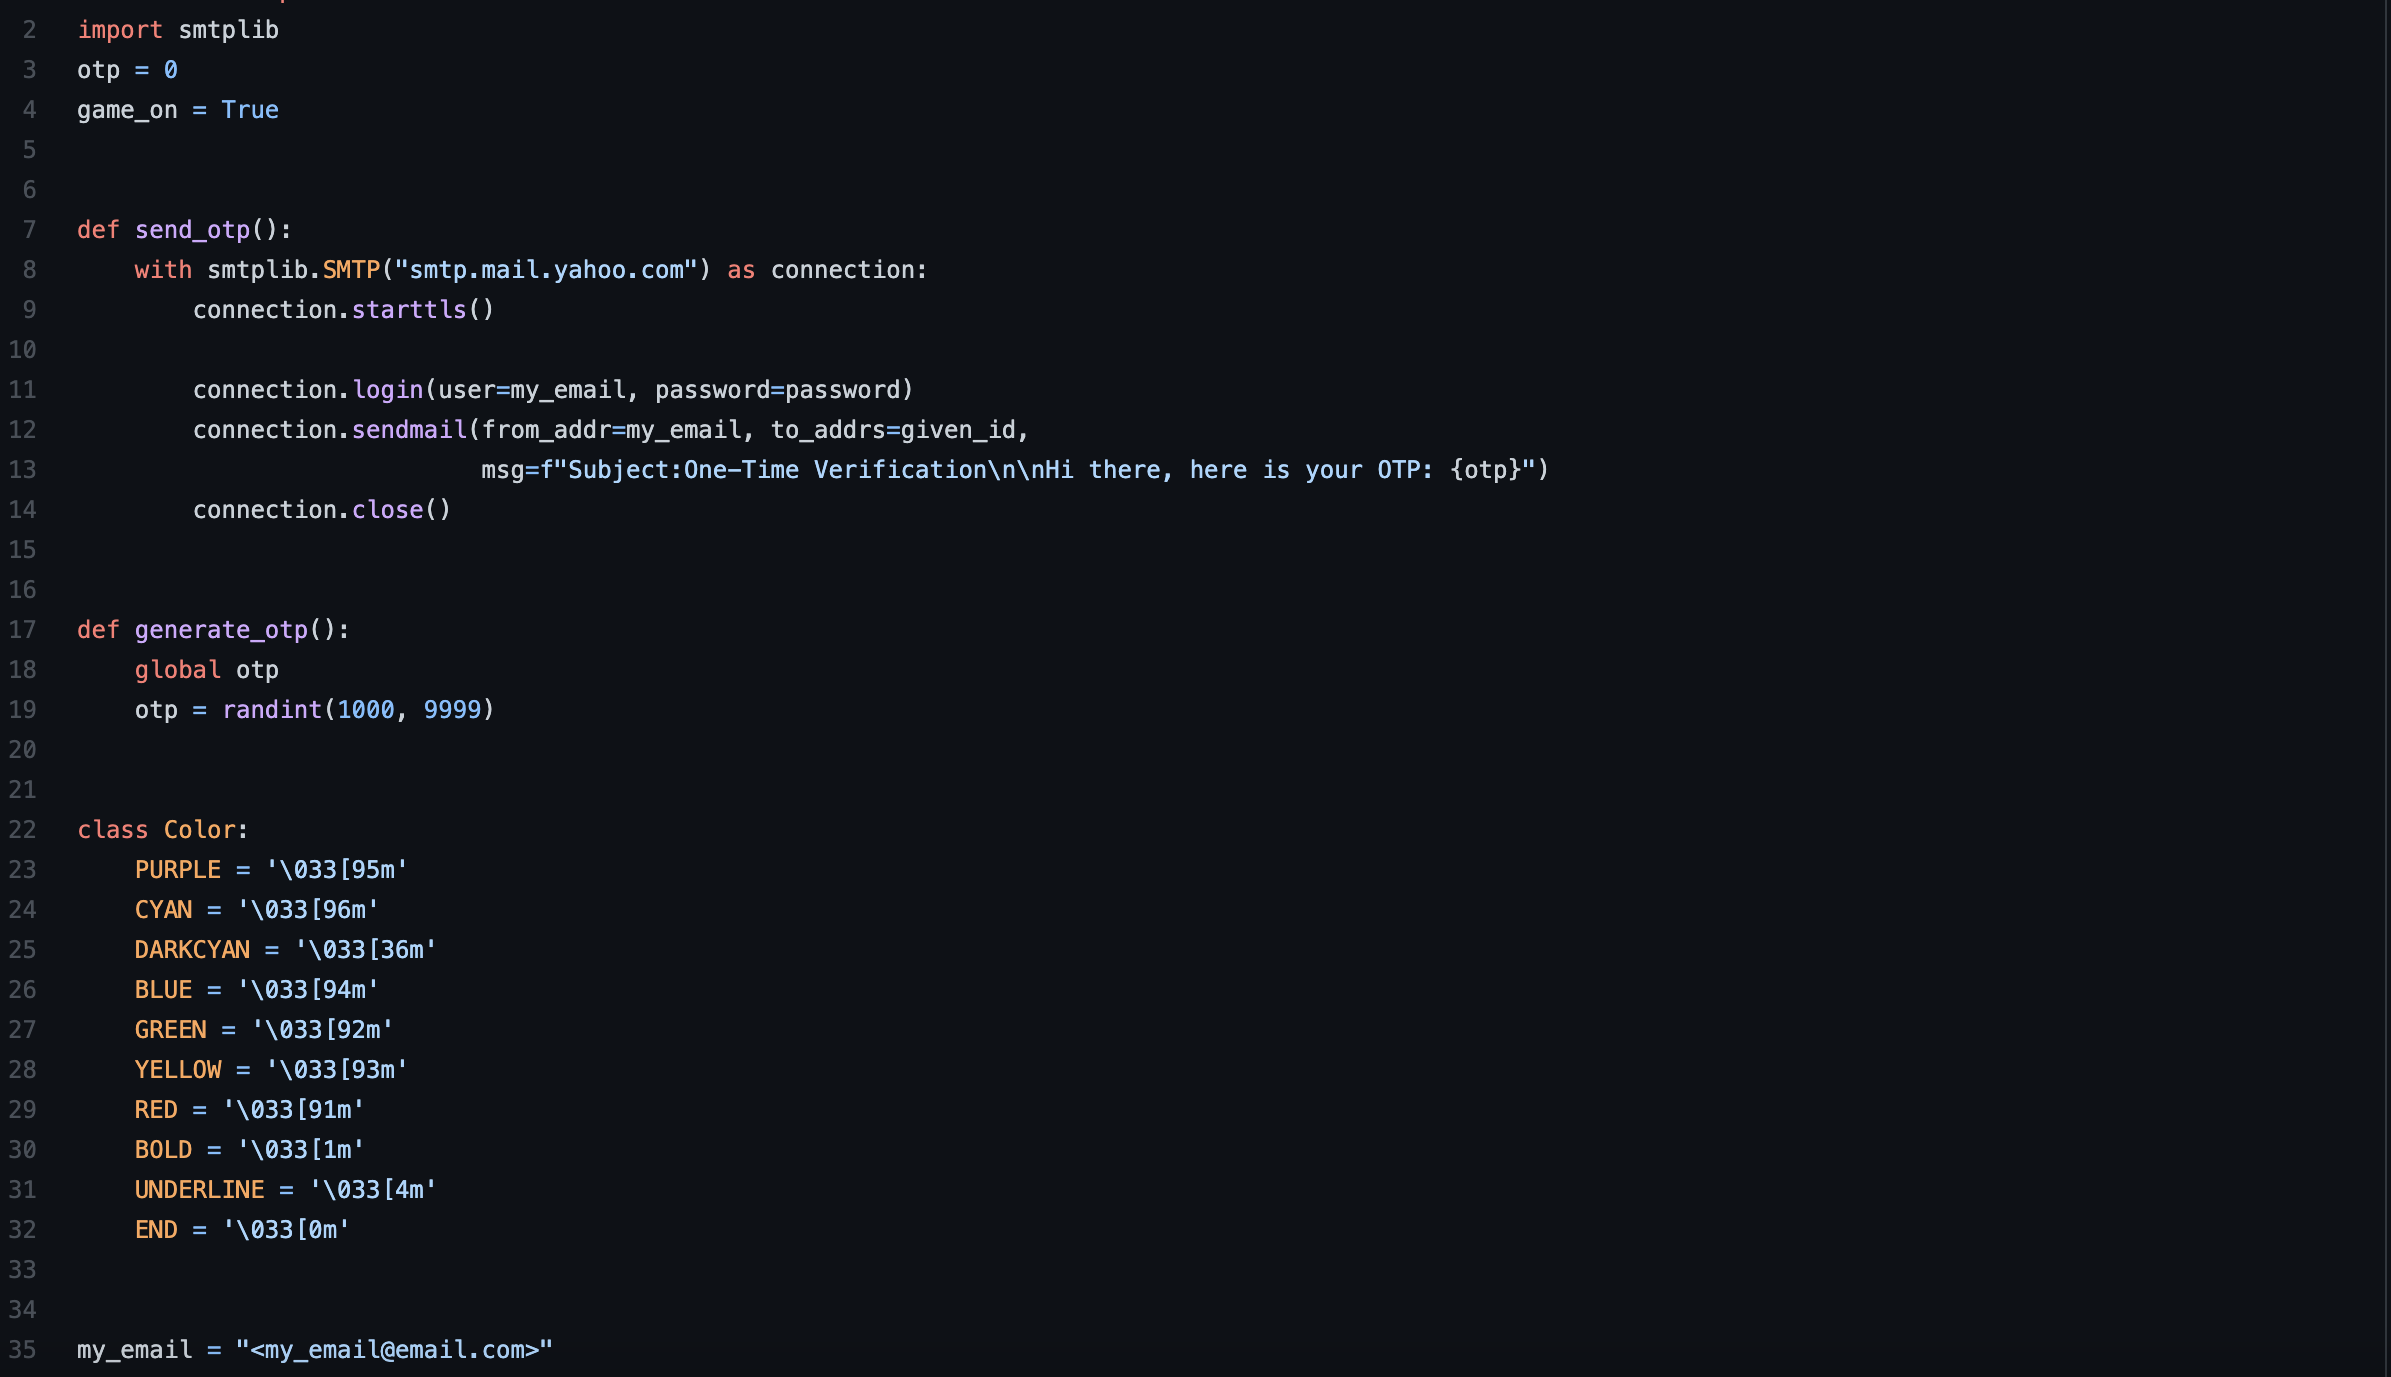 2 import smtplib
3 otp = 0
4 game_on = True
5
6
7 def send_otp():
8     with smtplib.SMTP("smtp.mail.yahoo.com") as connection:
9         connection.starttls()
10
11         connection.login(user=my_email, password=password)
12         connection.sendmail(from_addr=my_email, to_addrs=given_id,
13                             msg=f"Subject:One-Time Verification\n\nHi there, here is your OTP: {otp}")
14         connection.close()
15
16
17 def generate_otp():
18     global otp
19     otp = randint(1000, 9999)
20
21
22 class Color:
23     PURPLE = '\033[95m'
24     CYAN = '\033[96m'
25     DARKCYAN = '\033[36m'
26     BLUE = '\033[94m'
27     GREEN = '\033[92m'
28     YELLOW = '\033[93m'
29     RED = '\033[91m'
30     BOLD = '\033[1m'
31     UNDERLINE = '\033[4m'
32     END = '\033[0m'
33
34
35 my_email = "<my_email@email.com>"